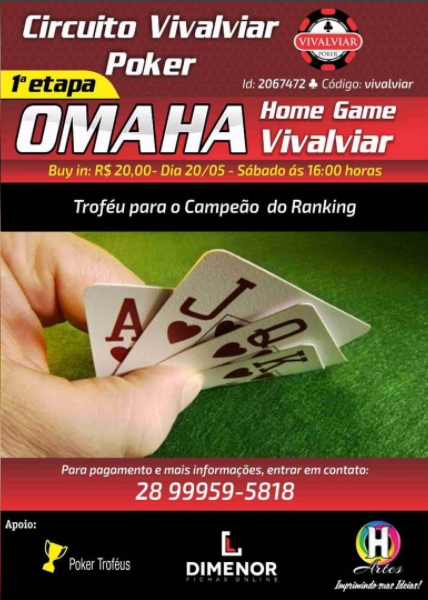 Circuito Vivalviar
Poker
VIVALVIAR
POKER
Id: 2067472 ♣ Código: vivalviar
1ª etapa
OMAHA
Home Game
Vivalviar
Buy in: R$ 20,00- Dia 20/05 - Sábado ás 16:00 horas
Troféu para o Campeão do Ranking
A
J
Q
K
Para pagamento e mais informações, entrar em contato:
28 99959-5818
Apoio:
Poker Troféus
DIMENOR
FICHAS ONLINE
H
Artes
Imprimindo suas Ideias!